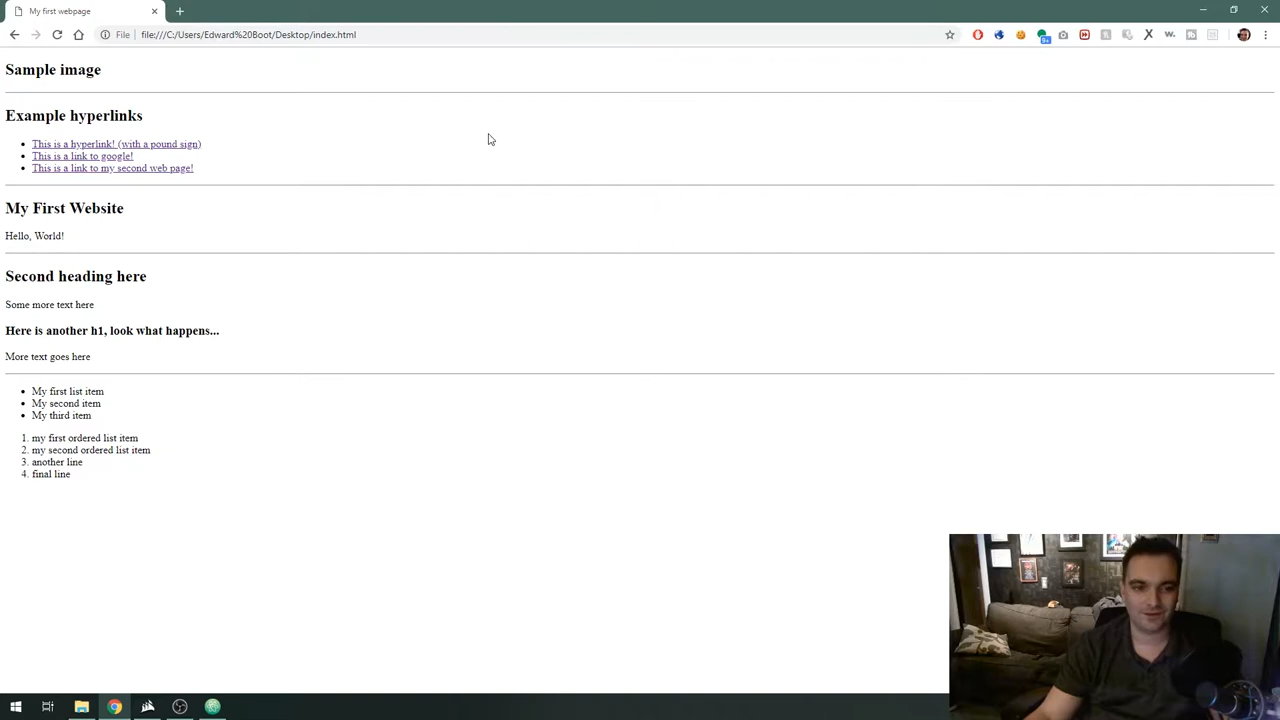 My first webpage
File
file:///C:/Users/Edward%20Boot/Desktop/index.html
9+
Sample image
Example hyperlinks
This is a hyperlink! (with a pound sign)
This is a link to google!
This is a link to my second web page!
My First Website
Hello, World!
Second heading here
Some more text here
Here is another h1, look what happens...
More text goes here
My first list item
My second item
My third item
1. my first ordered list item
2. my second ordered list item
3. another line
4. final line